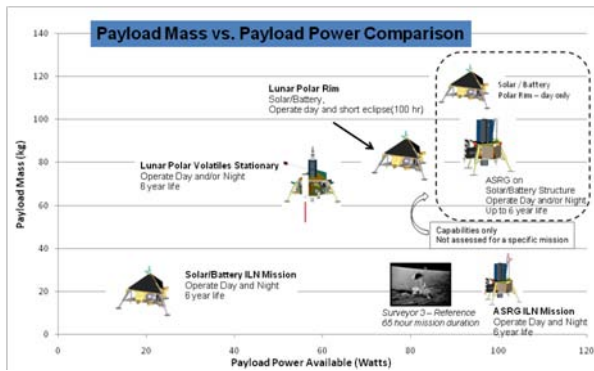 Payload Mass vs. Payload Power Comparison
Payload Mass (kg)
140
120
100
80
60
40
20
0
Lunar Polar Rim
Solar/Battery,
Operate day and short eclipse(100 hr)
Solar / Battery
Polar Rim – day only
Lunar Polar Volatiles Stationary
Operate Day and/or Night
6 year life
ASRG on
Solar/Battery Structure
Operate Day and/or Night
Up to 6 year life
Capabilities only
Not assessed for a specific mission
Solar/Battery ILN Mission
Operate Day and Night
6 year life
Surveyor 3 – Reference
65 hour mission duration
ASRG ILN Mission
Operate Day and Night
6 year life
0
20
40
60
80
100
120
Payload Power Available (Watts)